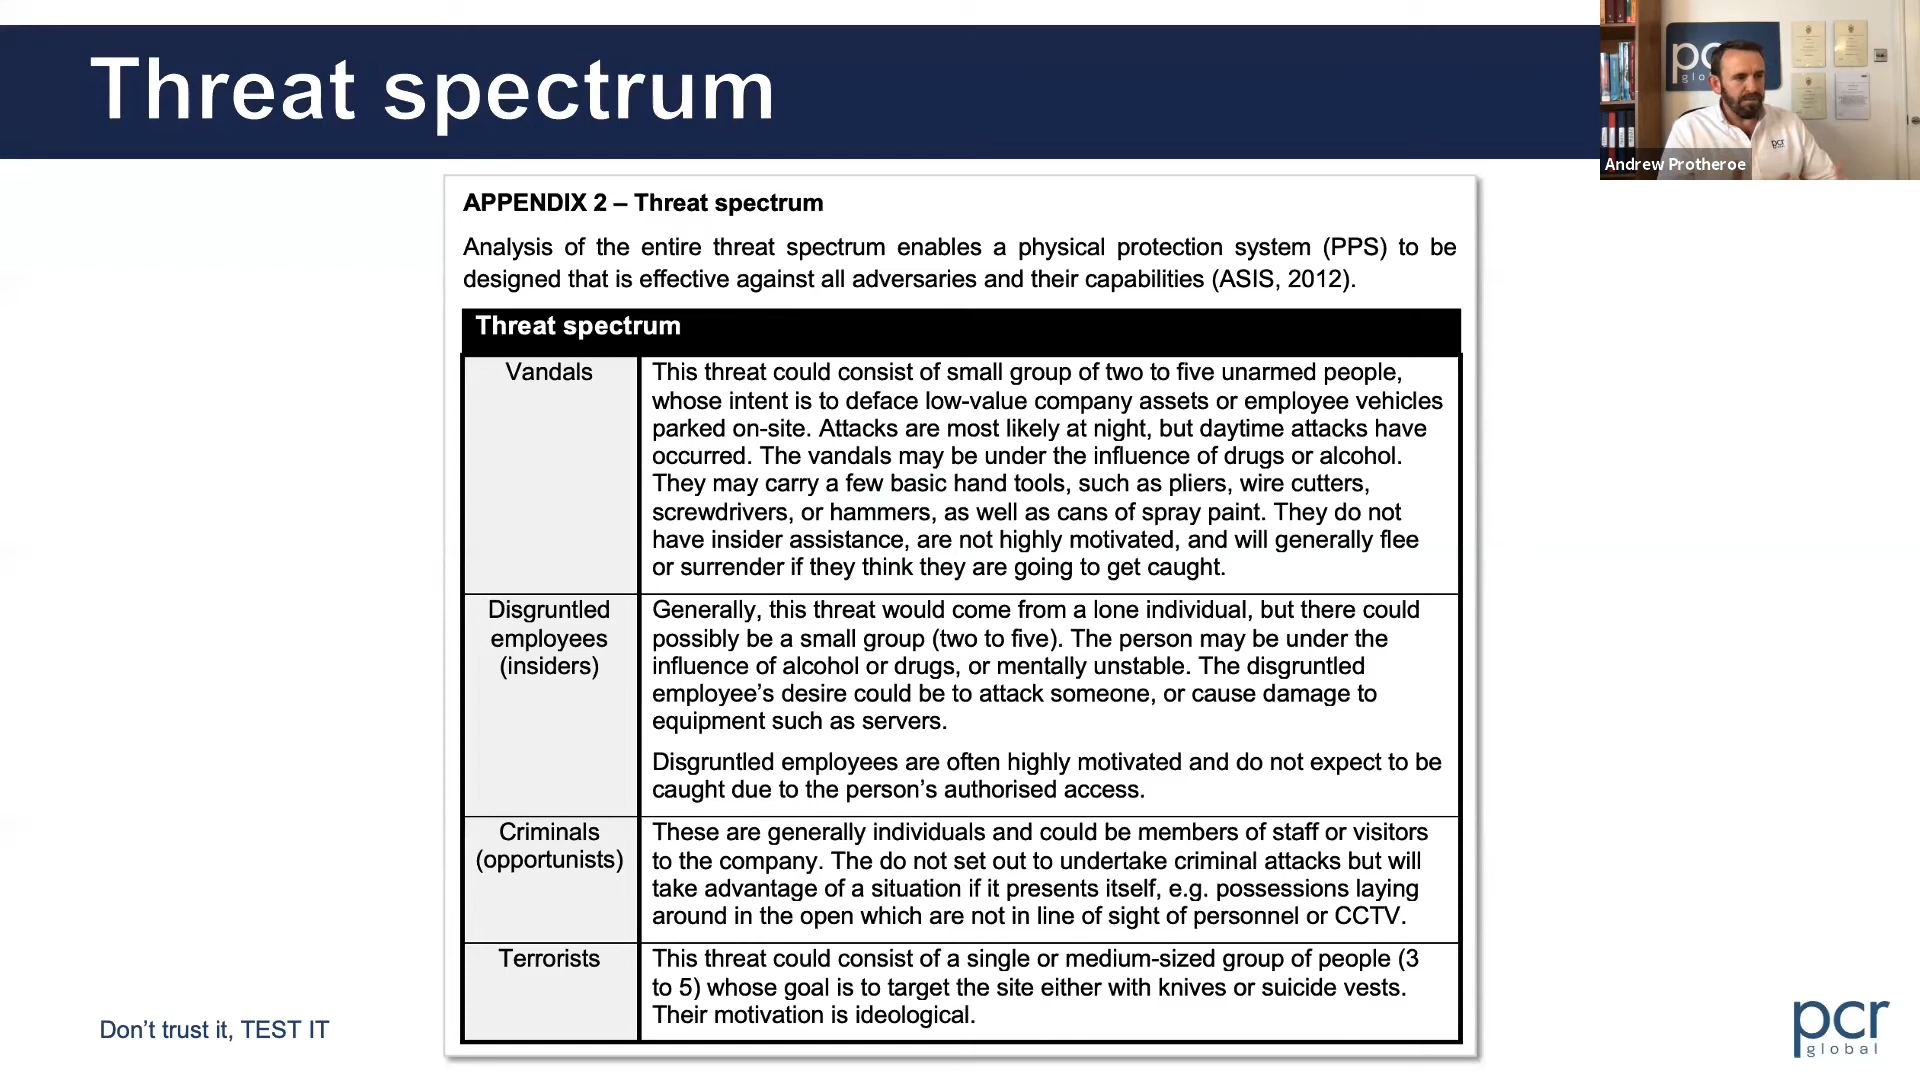 Threat spectrum
pcr
glo
Andrew Protheroe
pcr
APPENDIX 2 – Threat spectrum
Analysis of the entire threat spectrum enables a physical protection system (PPS) to be
designed that is effective against all adversaries and their capabilities (ASIS, 2012).
Threat spectrum
Vandals
This threat could consist of small group of two to five unarmed people,
whose intent is to deface low-value company assets or employee vehicles
parked on-site. Attacks are most likely at night, but daytime attacks have
occurred. The vandals may be under the influence of drugs or alcohol.
They may carry a few basic hand tools, such as pliers, wire cutters,
screwdrivers, or hammers, as well as cans of spray paint. They do not
have insider assistance, are not highly motivated, and will generally flee
or surrender if they think they are going to get caught.
Disgruntled
employees
(insiders)
Generally, this threat would come from a lone individual, but there could
possibly be a small group (two to five). The person may be under the
influence of alcohol or drugs, or mentally unstable. The disgruntled
employee’s desire could be to attack someone, or cause damage to
equipment such as servers.
Disgruntled employees are often highly motivated and do not expect to be
caught due to the person’s authorised access.
Criminals
(opportunists)
These are generally individuals and could be members of staff or visitors
to the company. The do not set out to undertake criminal attacks but will
take advantage of a situation if it presents itself, e.g. possessions laying
around in the open which are not in line of sight of personnel or CCTV.
Terrorists
This threat could consist of a single or medium-sized group of people (3
to 5) whose goal is to target the site either with knives or suicide vests.
Their motivation is ideological.
Don’t trust it, TEST IT
pcr
global